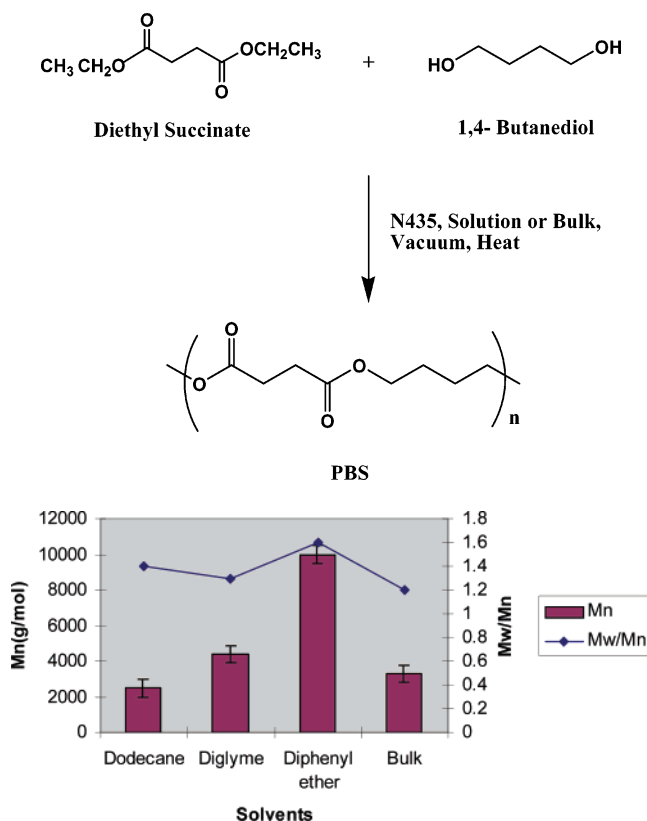 O
CH₃ CH₂O
OCH₂CH₃
O
Diethyl Succinate
+
HO
OH
1,4- Butanediol
N435, Solution or Bulk,
Vacuum, Heat
O
O
O
O
n
PBS
12000
10000
8000
6000
4000
2000
0
Mn(g/mol)
1.8
1.6
1.4
1.2
1
0.8
0.6
0.4
0.2
0
Mw/Mn
Mn
Mw/Mn
Dodecane Diglyme Diphenyl Bulk
ether
Solvents